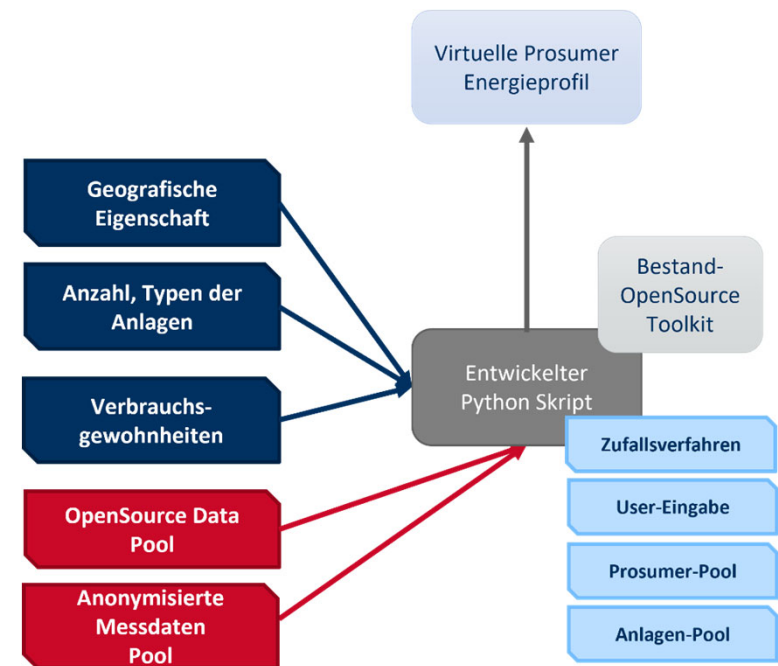 Virtuelle Prosumer
Energieprofil
Geografische
Eigenschaft
Anzahl, Typen der
Anlagen
Verbrauchs-
gewohnheiten
OpenSource Data
Pool
Anonymisierte
Messdaten
Pool
Bestand-
OpenSource
Toolkit
Entwickelter
Python Skript
Zufallsverfahren
User-Eingabe
Prosumer-Pool
Anlagen-Pool